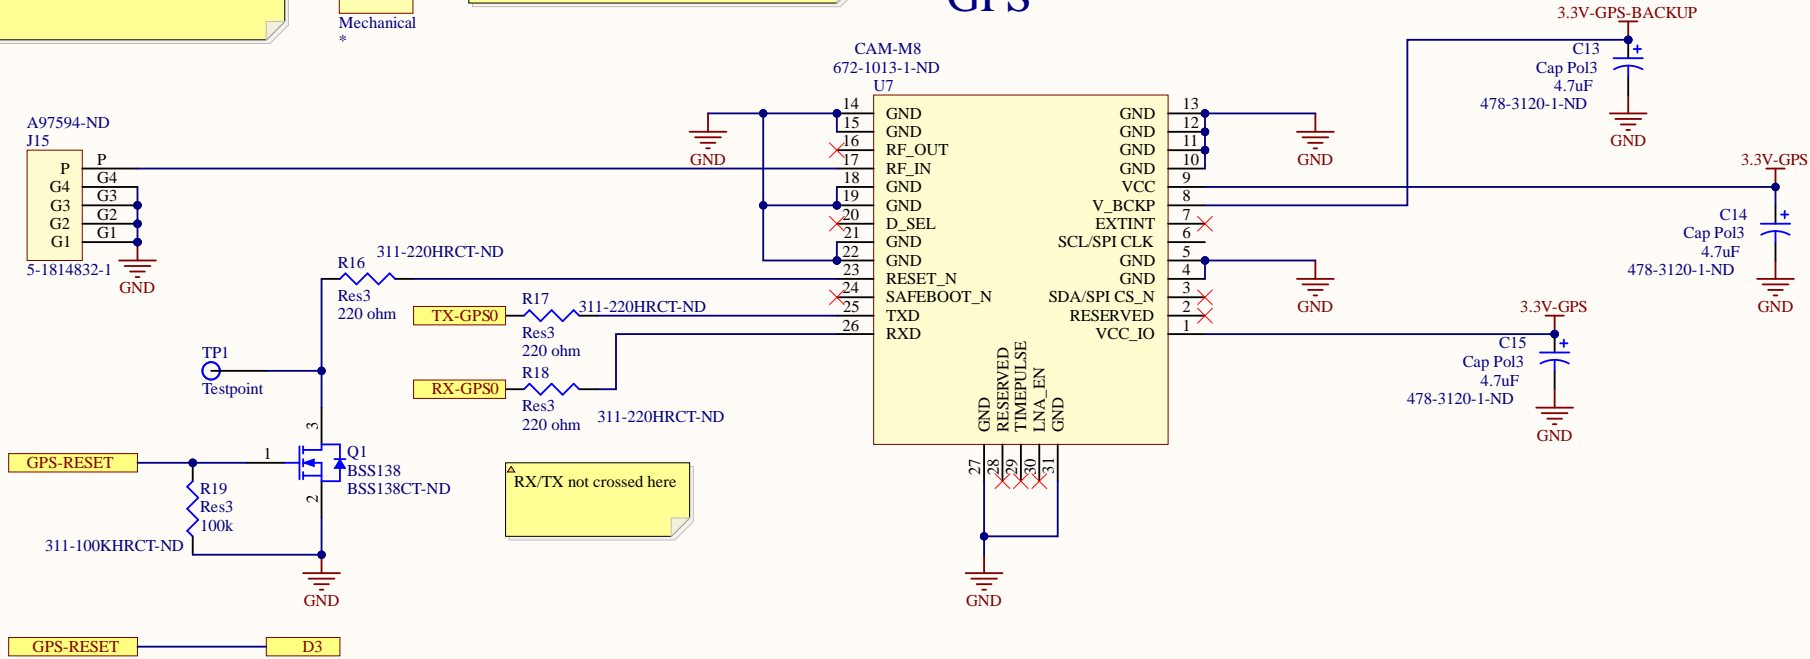 GPS
Mechanical
*
3.3V-GPS-BACKUP
C13
Cap Pol3
4.7uF
478-3120-1-ND
GND
CAM-M8
672-1013-1-ND
U7
A97594-ND
J15
P
G4
G3
G2
G1
P
G4
G3
G2
G1
5-1814832-1
GND
GND
14 GND
15 GND
16 RF_OUT
17 RF_IN
18 GND
19 GND
20 D_SEL
21 GND
22 GND
23 RESET_N
24 SAFEBOOT_N
25 TXD
26 RXD
GND 13
GND 12
GND 11
GND 10
VCC 9
V_BCKP 8
EXTINT 7
SCL/SPI CLK 6
GND 5
GND 4
SDA/SPI CS_N 3
RESERVED 2
VCC_IO 1
GND
RESERVED
TIMEPULSE
LNA_EN
GND
27
28
29
30
31
GND
GND
GND
3.3V-GPS
C14
Cap Pol3
4.7uF
478-3120-1-ND
GND
3.3V-GPS
C15
Cap Pol3
4.7uF
478-3120-1-ND
GND
R16
311-220HRCT-ND
Res3
220 ohm
TX-GPS0
R17
311-220HRCT-ND
Res3
220 ohm
RX-GPS0
R18
Res3
220 ohm
311-220HRCT-ND
TP1
Testpoint
GPS-RESET
1
3
2
Q1
BSS138
BSS138CT-ND
R19
Res3
100k
311-100KHRCT-ND
GND
RX/TX not crossed here
GPS-RESET
D3